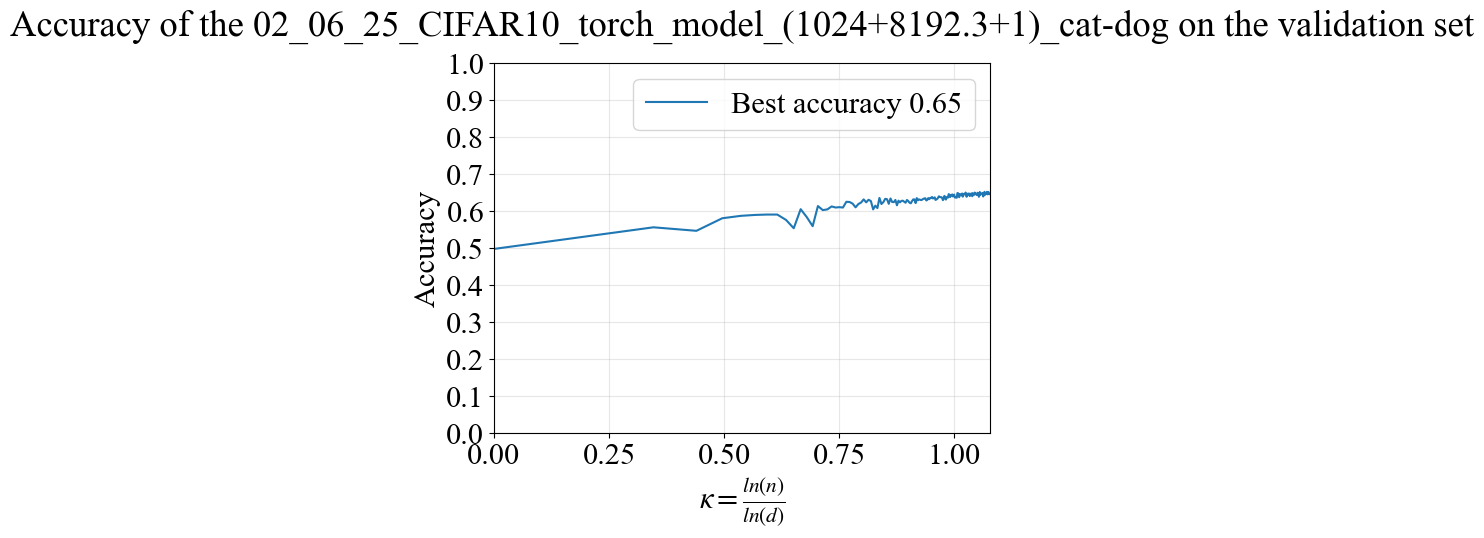 Accuracy of the 02_06_25_CIFAR10_torch_model_(1024+8192.3+1)_cat-dog on the validation set
1.0
Best accuracy 0.65
0.9
0.8
0.7
0.6
0.5
0.4
0.3
0.2
0.1
0.0
Accuracy
0.00 0.25 0.50 0.75 1.00
κ = ln(n)
ln(d)